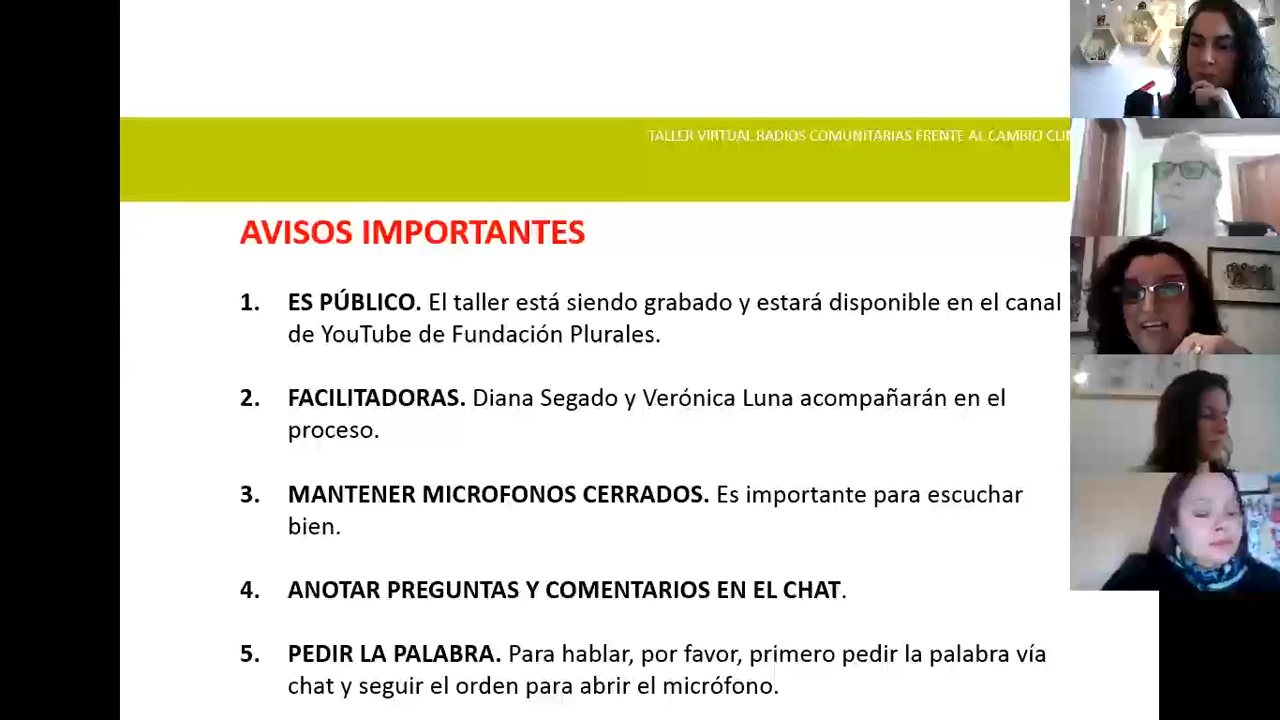 TALLER VIRTUAL RADIOS COMUNITARIAS FRENTE AL CAMBIO
AVISOS IMPORTANTES
1. ES PÚBLICO. El taller está siendo grabado y estará disponible en el canal
de YouTube de Fundación Plurales.
2. FACILITADORAS. Diana Segado y Verónica Luna acompañarán en el
proceso.
3. MANTENER MICROFONOS CERRADOS. Es importante para escuchar
bien.
4. ANOTAR PREGUNTAS Y COMENTARIOS EN EL CHAT.
5. PEDIR LA PALABRA. Para hablar, por favor, primero pedir la palabra vía
chat y seguir el orden para abrir el micrófono.